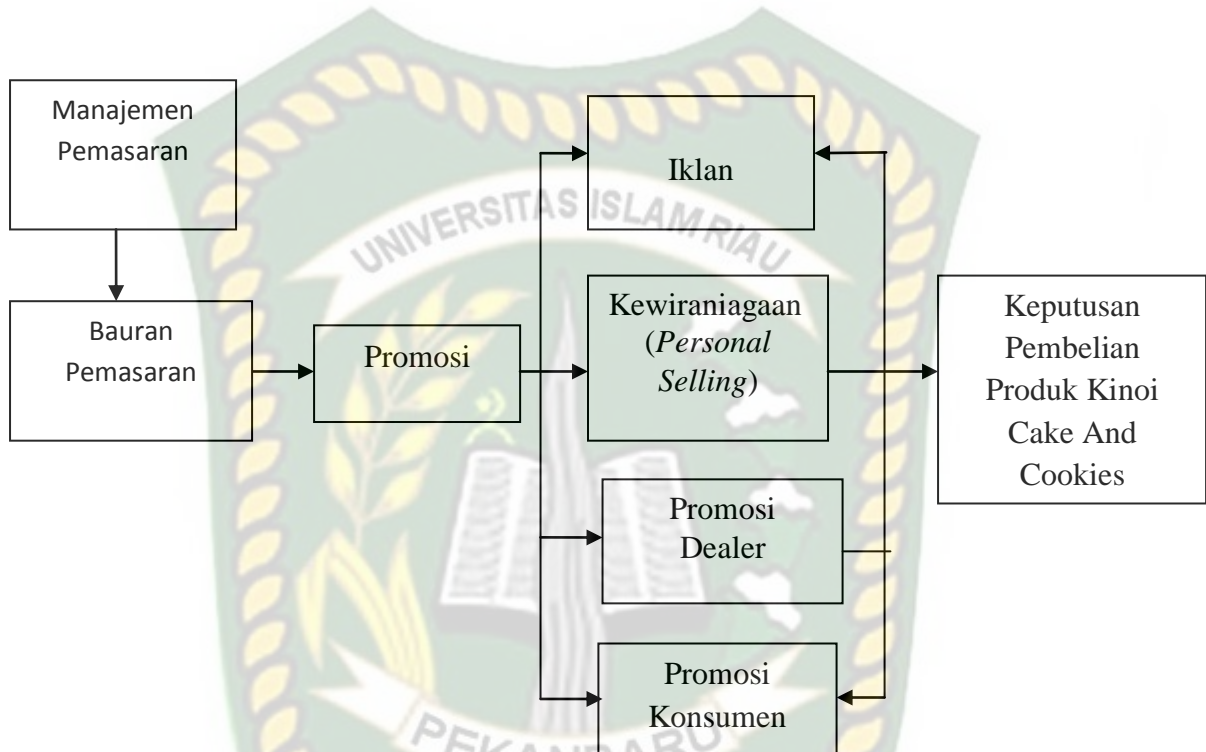 Manajemen
Pemasaran
Bauran
Pemasaran
Promosi
Iklan
Kewiraniagaan
(Personal
Selling)
Promosi
Dealer
Promosi
Konsumen
Keputusan
Pembelian
Produk Kinoi
Cake And
Cookies
UNIVERSITAS ISLAM RIAU
PEKANBARU